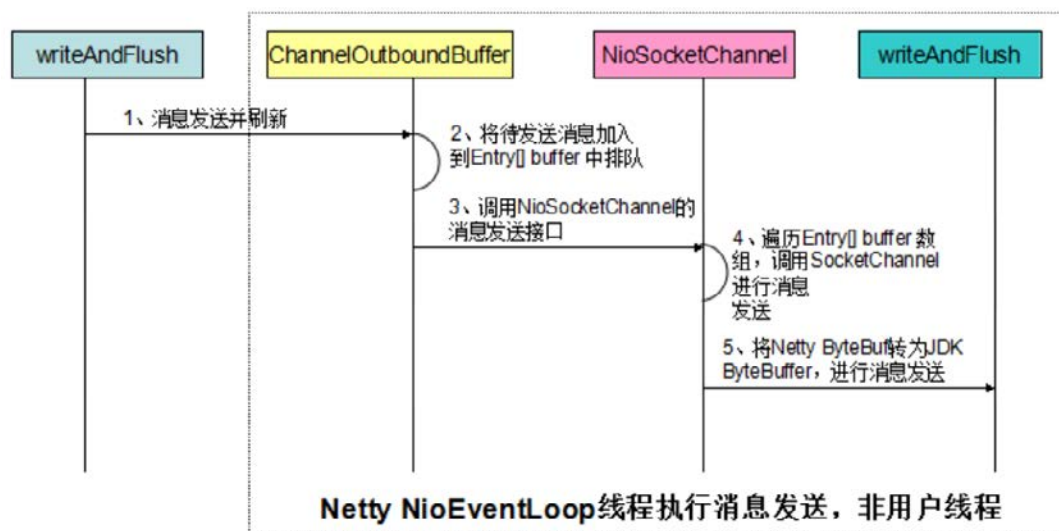 writeAndFlush
ChannelOutboundBuffer
NioSocketChannel
writeAndFlush
1、消息发送并刷新
2、将待发送消息加入
到Entry[] buffer 中排队
3、调用NioSocketChannel的
消息发送接口
4、遍历Entry[] buffer 数
组，调用SocketChannel
进行消息
发送
5、将Netty ByteBuf转为JDK
ByteBuffer，进行消息发送
Netty NioEventLoop线程执行消息发送，非用户线程